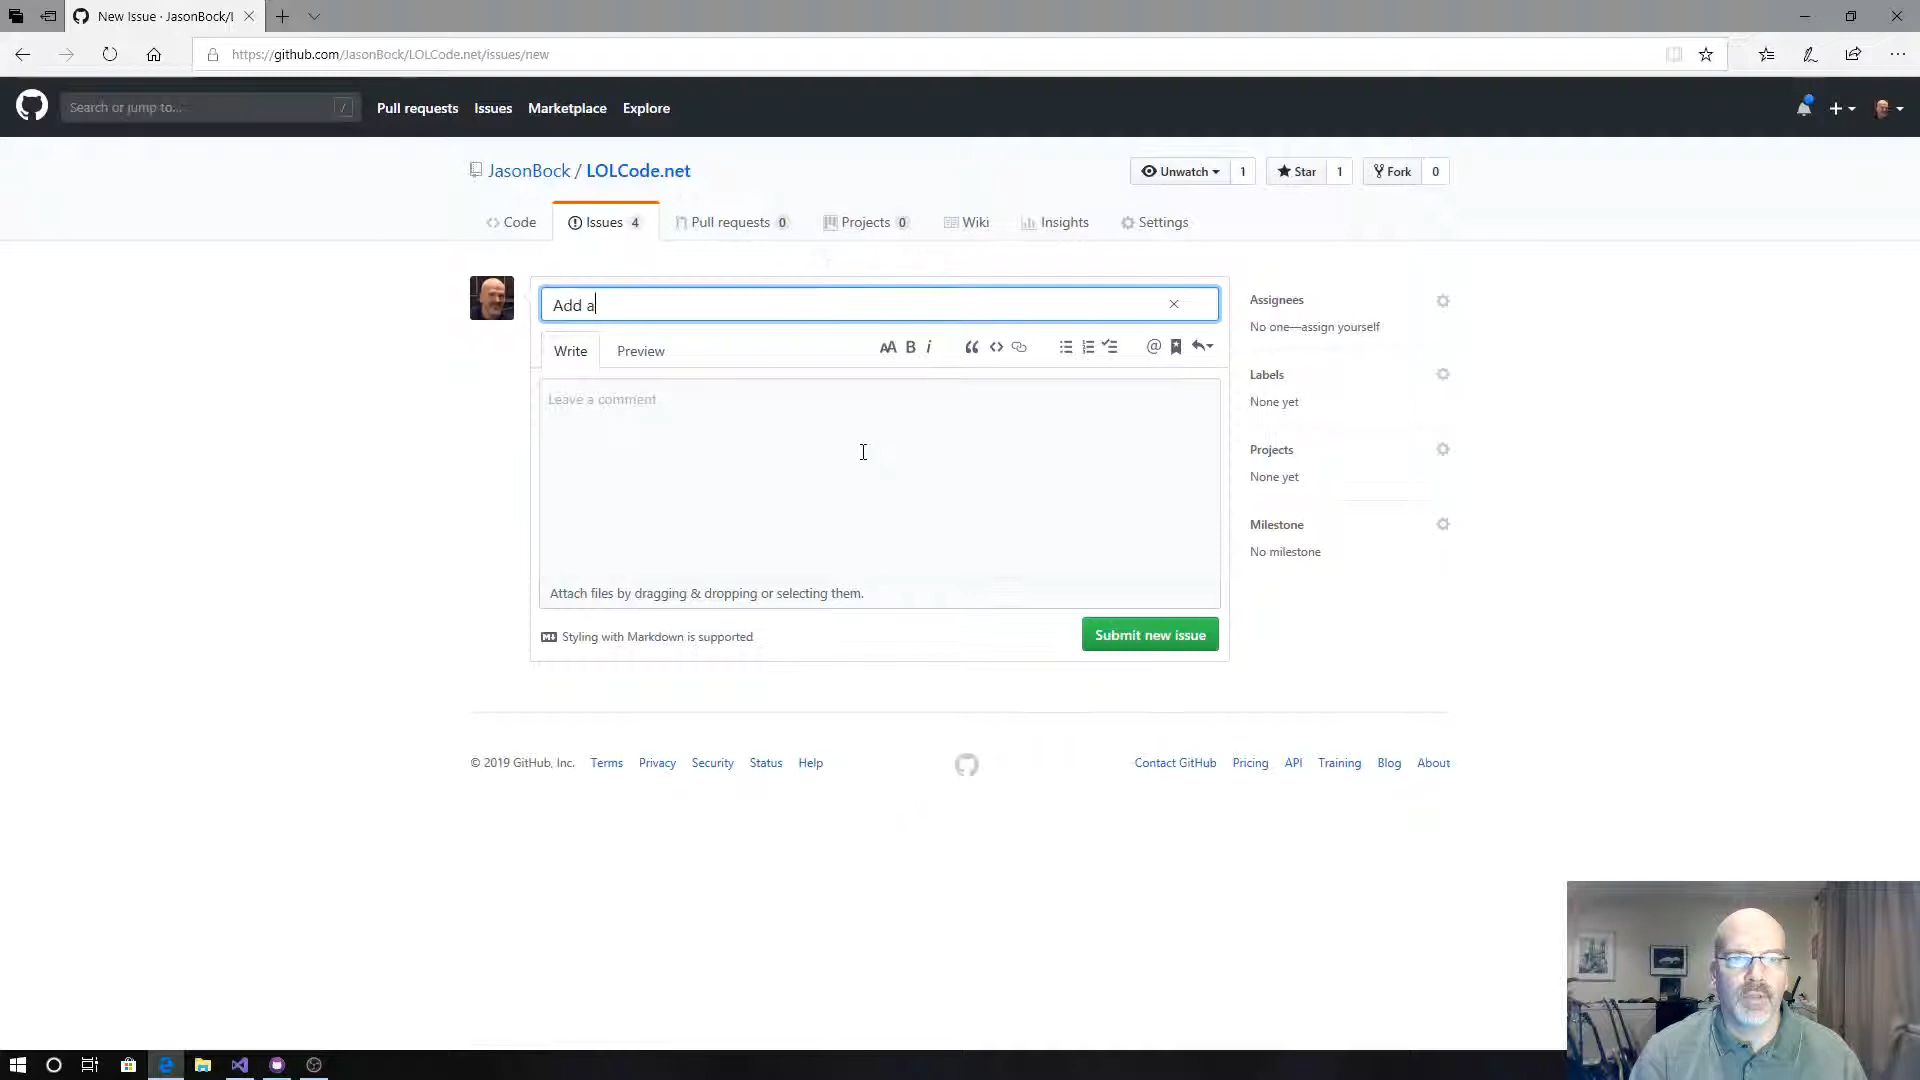 New Issue · JasonBock/l
https://github.com/JasonBock/LOLCode.net/issues/new
Search or jump to... /
Pull requests Issues Marketplace Explore
JasonBock / LOLCode.net
Unwatch 1 Star 1 Fork 0
Code Issues 4 Pull requests 0 Projects 0 Wiki Insights Settings
Add a
Assignees
No one—assign yourself
Write Preview AA B i
Labels
None yet
Leave a comment
Projects
None yet
Milestone
No milestone
Attach files by dragging & dropping or selecting them.
Styling with Markdown is supported
Submit new issue
© 2019 GitHub, Inc. Terms Privacy Security Status Help
Contact GitHub Pricing API Training Blog About